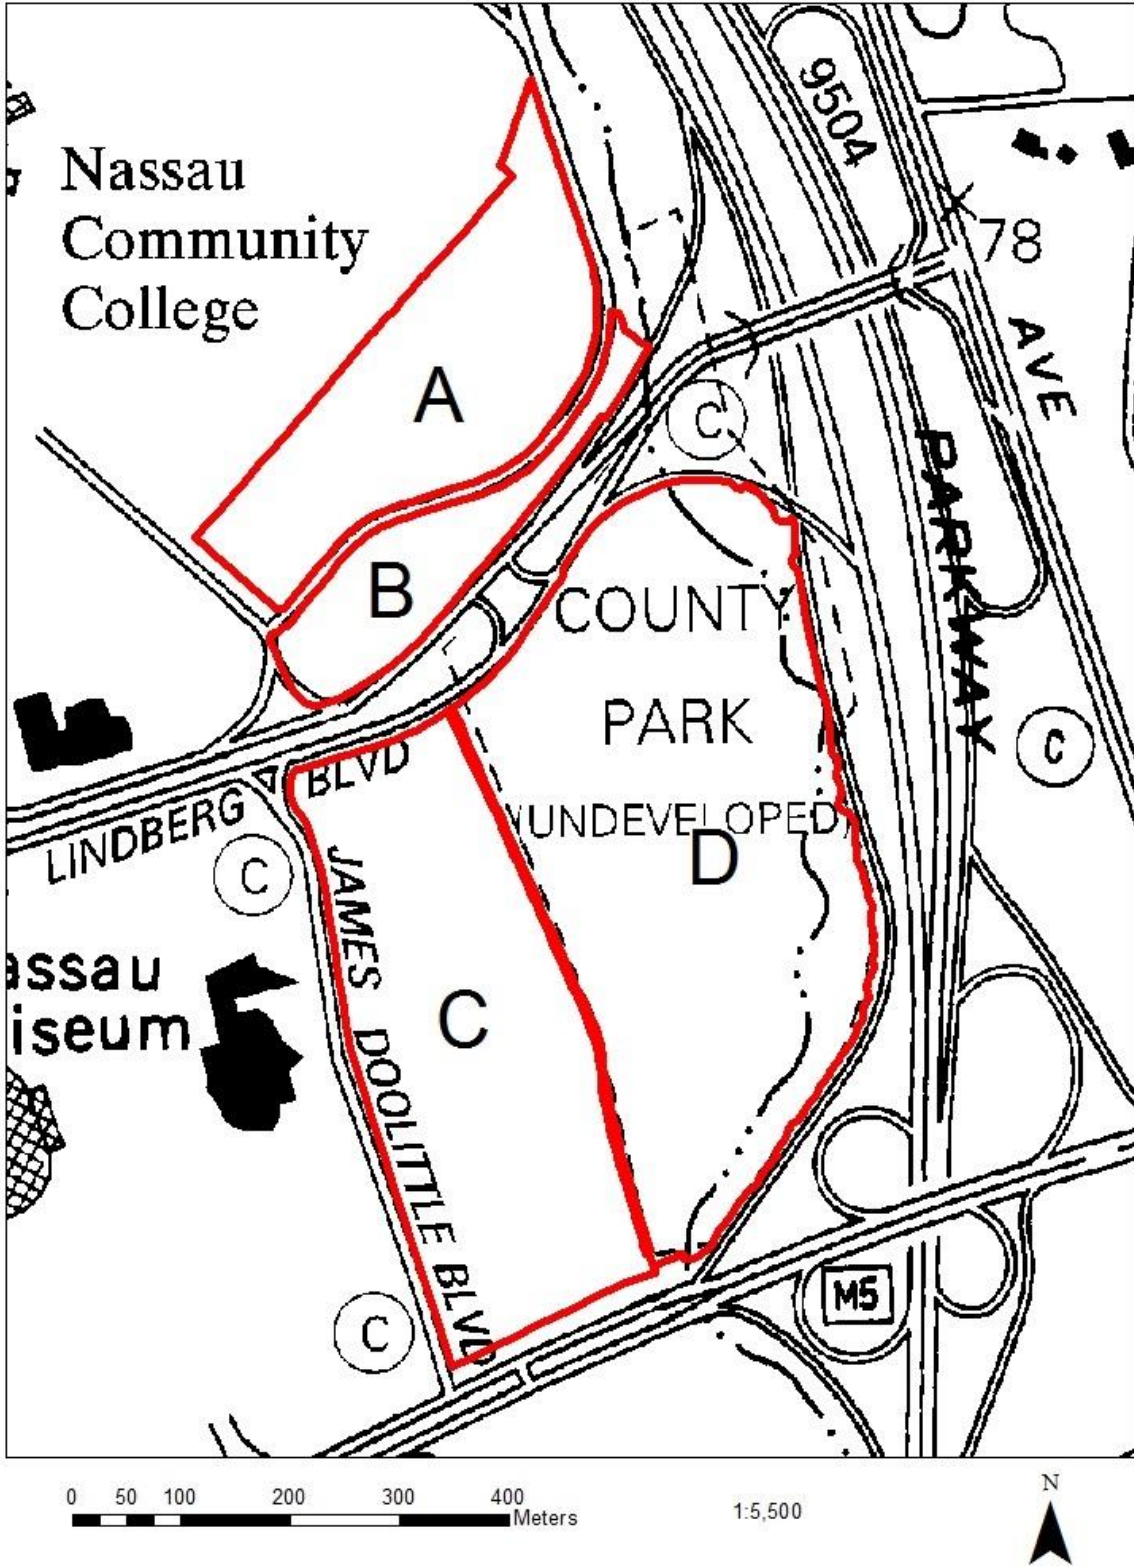 9504
Nassau
Community
College
78
AVE
A
C
PARKWAY
B
COUNTY
PARK
C
BLVD
LINDBERG
(UNDEVELOPED)
D
C
JAMES DOOLITTLE BLVD
assau
iseum
C
M5
C
0 50 100 200 300 400
Meters
1:5,500
N